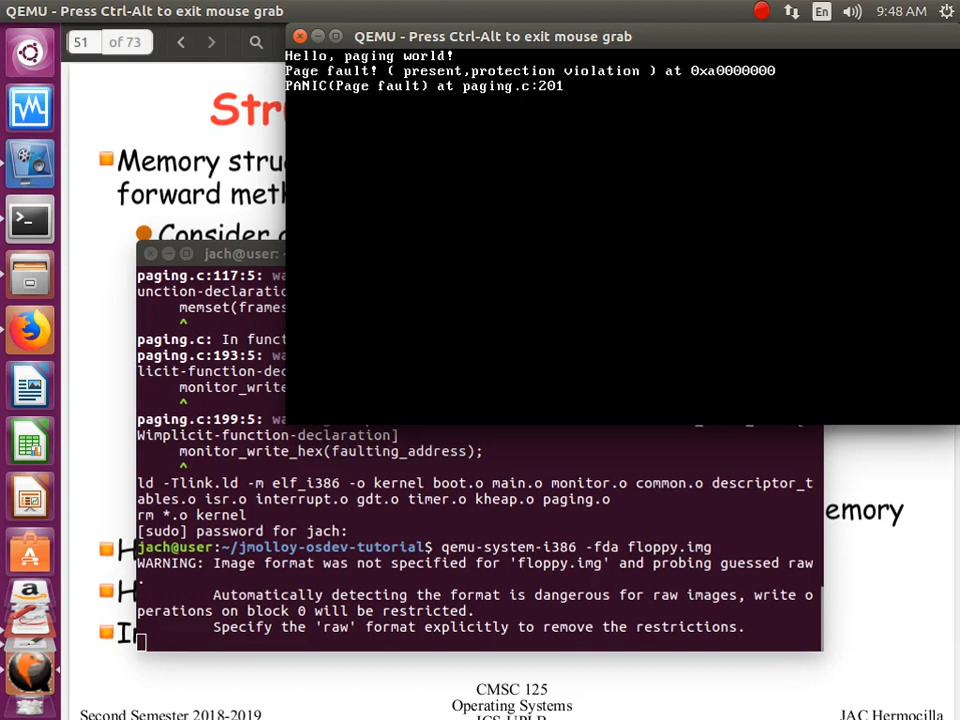 QEMU - Press Ctrl-Alt to exit mouse grab
En
9:48 AM
51
of 73
QEMU - Press Ctrl-Alt to exit mouse grab
Hello, paging world!
Page fault! ( present,protection violation ) at 0xa0000000
PANIC(Page fault) at paging.c:201
Memory stru
forward met
Consider
jach@user:
paging.c:117:5:
unction-declaratio
memset(frames
^
paging.c: In funct
paging.c:193:5:
licit-function-dec
monitor_write
^
paging.c:199:5:
Wimplicit-function-declaration]
monitor_write_hex(faulting_address);
^
ld -Tlink.ld -m elf_i386 -o kernel boot.o main.o monitor.o common.o descriptor_t
ables.o isr.o interrupt.o gdt.o timer.o kheap.o paging.o
rm *.o kernel
[sudo] password for jach:
jach@user:~/jmolloy-osdev-tutorial$ qemu-system-i386 -fda floppy.img
WARNING: Image format was not specified for 'floppy.img' and probing guessed raw
.
Automatically detecting the format is dangerous for raw images, write o
perations on block 0 will be restricted.
Specify the 'raw' format explicitly to remove the restrictions.
emory
CMSC 125
Operating Systems
Second Semester 2018-2019
JAC Hermocilla